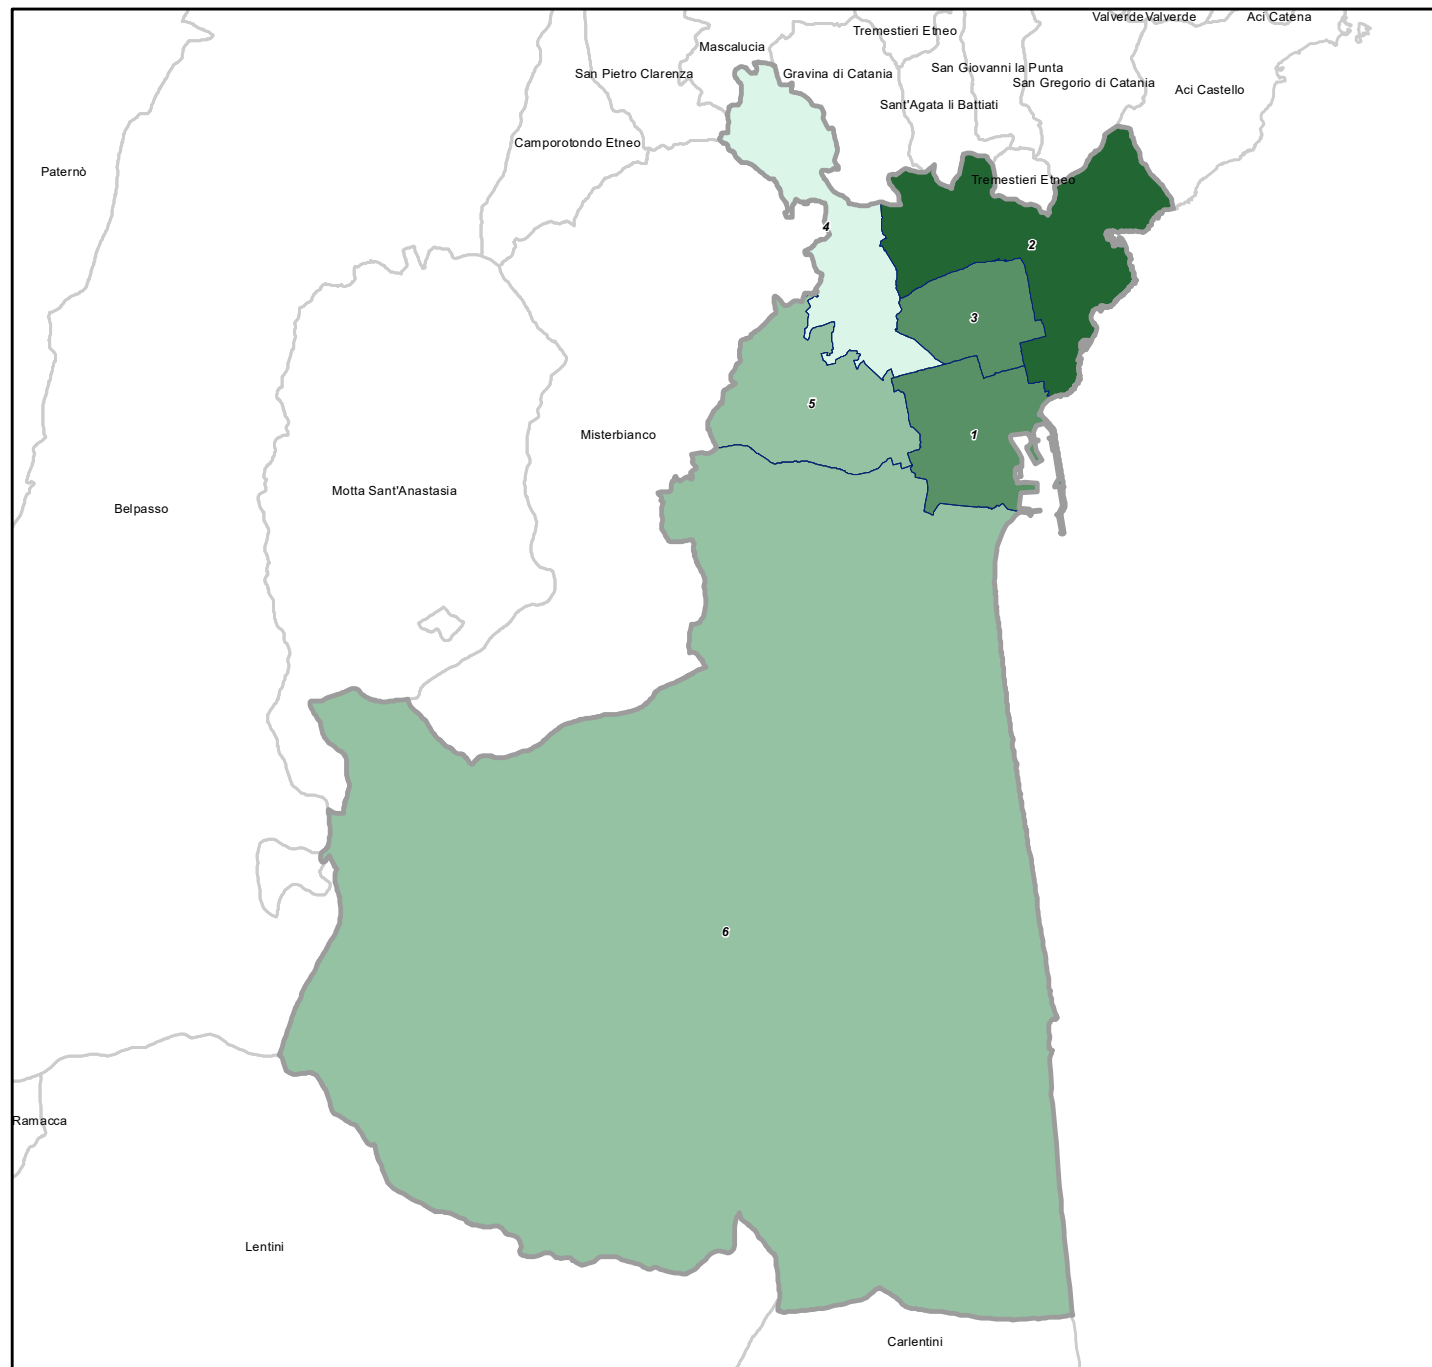 Valverde Valverde
Aci Catena
Tremestieri Etneo
Mascalucia
San Pietro Clarenza
Gravina di Catania
San Giovanni la Punta
San Gregorio di Catania
Aci Castello
Sant'Agata li Battiati
Camporotondo Etneo
Paternò
Tremestieri Etneo
4
2
3
5
Misterbianco
1
Motta Sant'Anastasia
Belpasso
6
Ramacca
Lentini
Carlentini